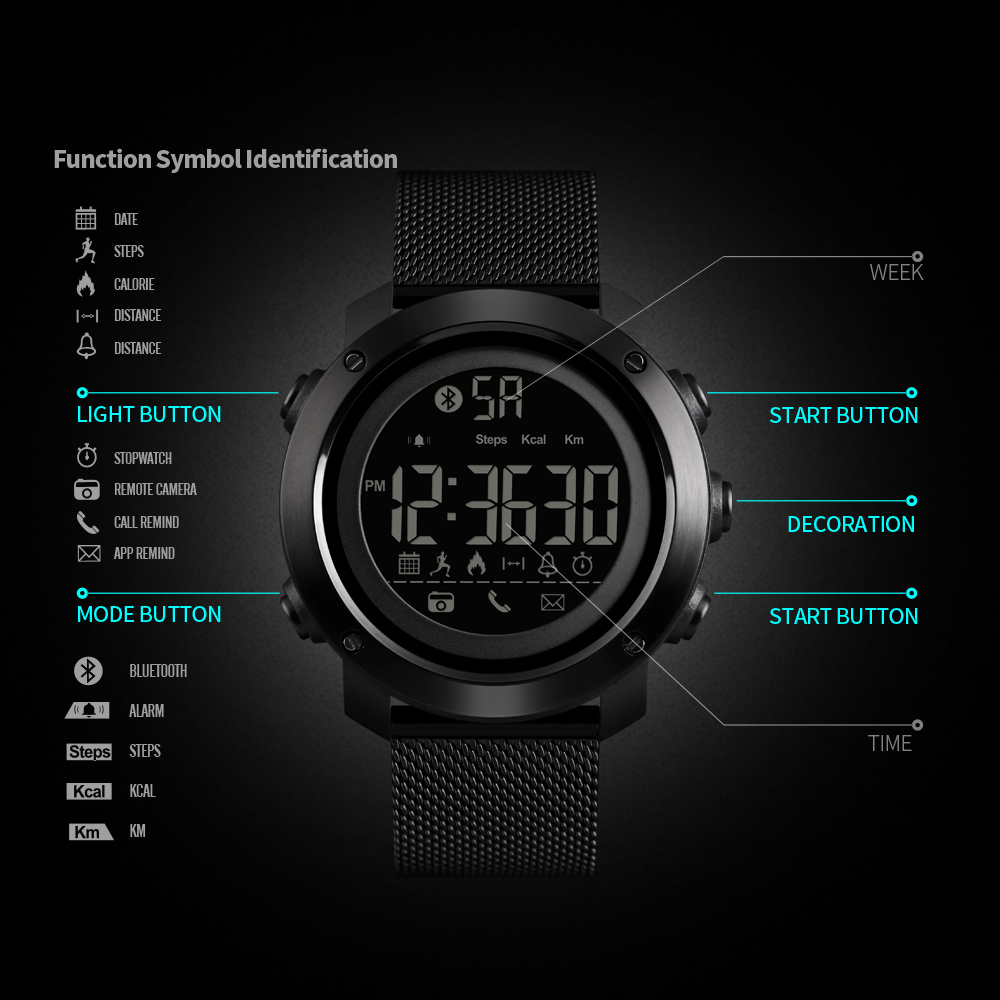 Function Symbol Identification
DATE
STEPS
CALORIE
DISTANCE
DISTANCE
LIGHT BUTTON
STOPWATCH
REMOTE CAMERA
CALL REMIND
APP REMIND
MODE BUTTON
BLUETOOTH
ALARM
Steps STEPS
Kcal KCAL
Km KM
SA
Steps Kcal Km
PM 12:36 30
WEEK
START BUTTON
DECORATION
START BUTTON
TIME